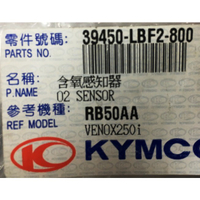 零件號碼: 39450-LBF2-800
PARTS NO.
名稱: 含氧感知器
P.NAME O2 SENSOR
參考機種: RB50AA
REF MODEL VENOX250i
KYMCO